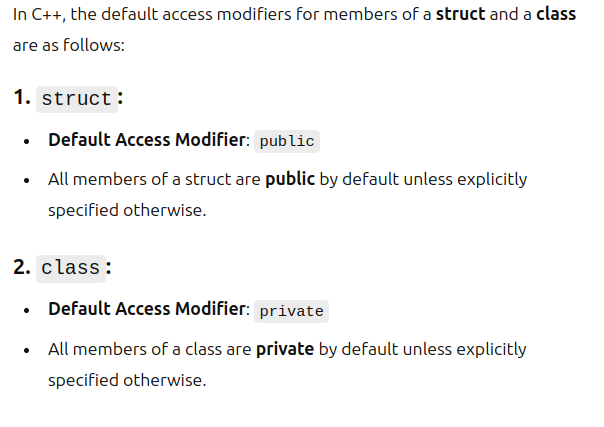 In C++, the default access modifiers for members of a struct and a class
are as follows:
1. struct:
• Default Access Modifier: public
• All members of a struct are public by default unless explicitly
specified otherwise.
2. class:
• Default Access Modifier: private
• All members of a class are private by default unless explicitly
specified otherwise.